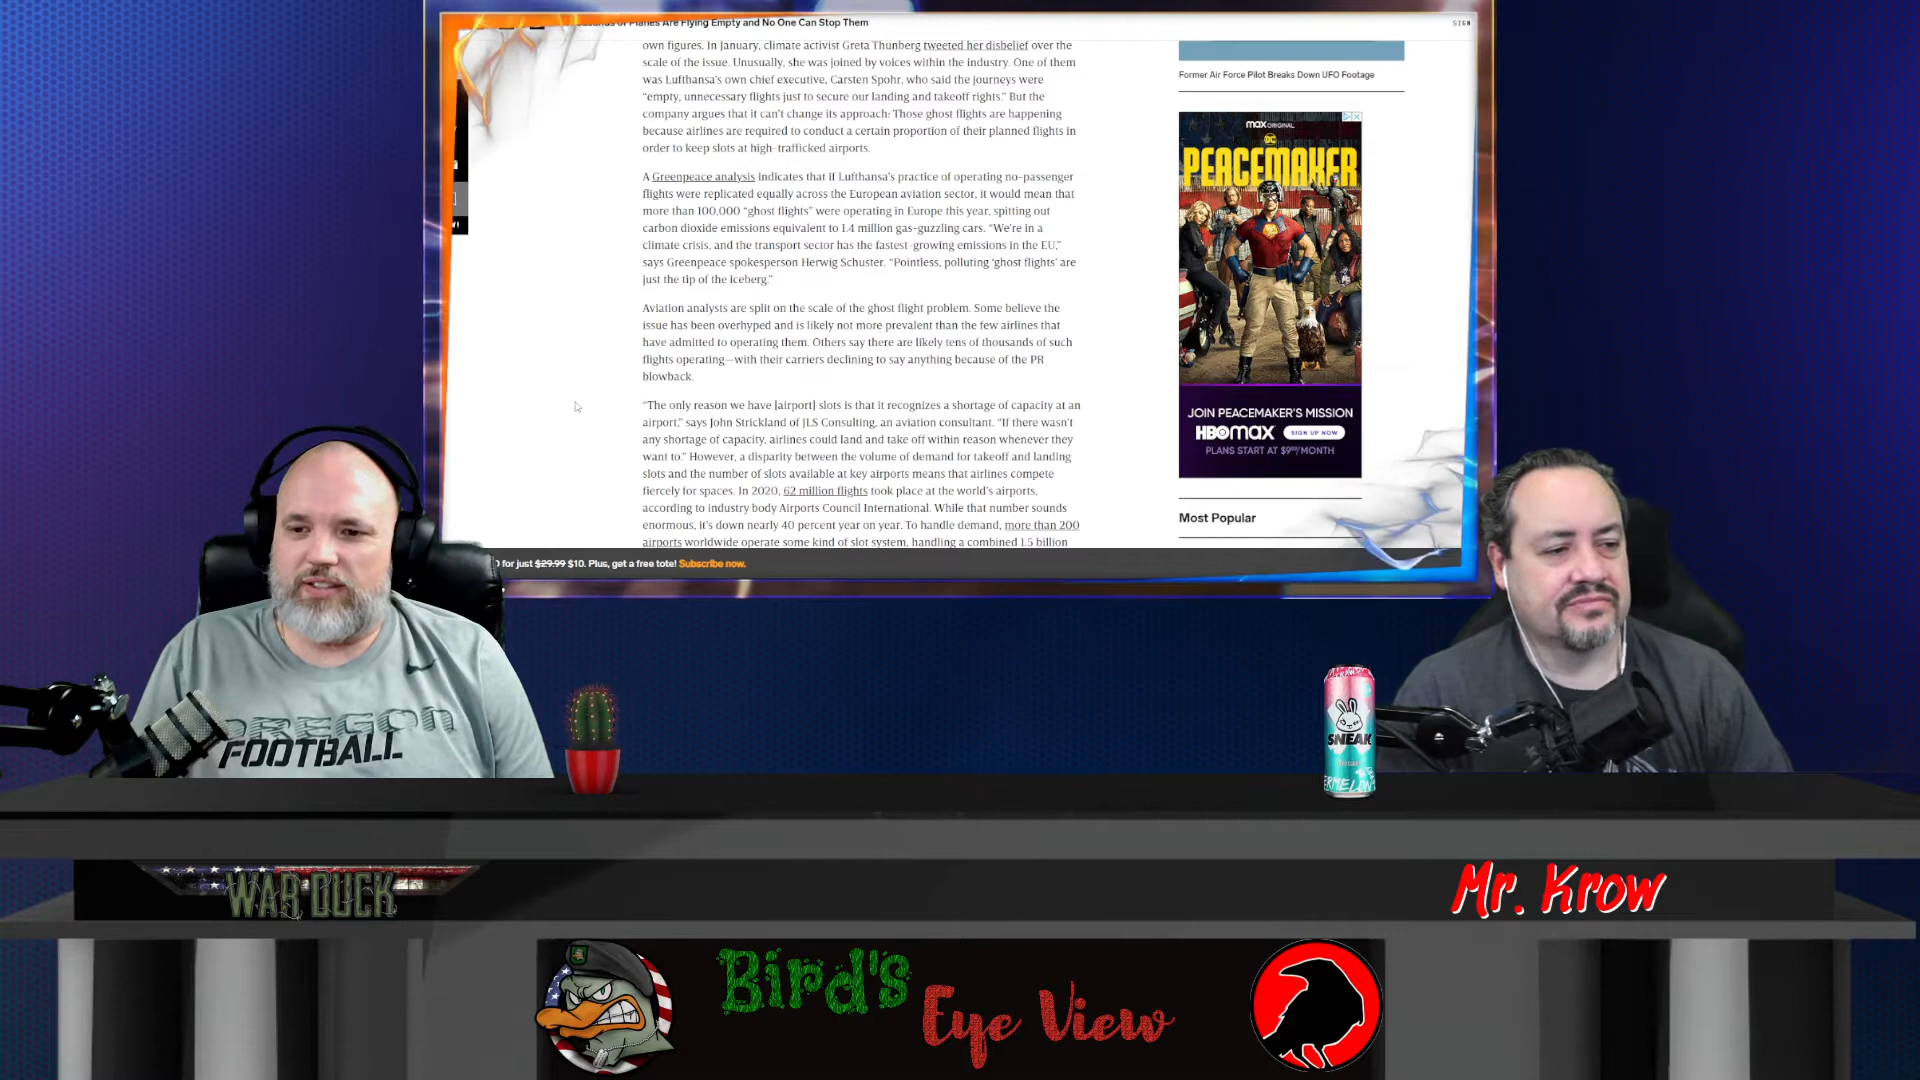 of Planes Are Flying Empty and No One Can Stop Them
SIGN
own figures. In January, climate activist Greta Thunberg tweeted her disbelief over the
scale of the issue. Unusually, she was joined by voices within the industry. One of them
was Lufthansa's own chief executive, Carsten Spohr, who said the journeys were
“empty, unnecessary flights just to secure our landing and takeoff rights.” But the
company argues that it can't change its approach: Those ghost flights are happening
because airlines are required to conduct a certain proportion of their planned flights in
order to keep slots at high-trafficked airports.
A Greenpeace analysis indicates that if Lufthansa's practice of operating no-passenger
flights were replicated equally across the European aviation sector, it would mean that
more than 100,000 “ghost flights” were operating in Europe this year, spitting out
carbon dioxide emissions equivalent to 1.4 million gas-guzzling cars. “We're in a
climate crisis, and the transport sector has the fastest-growing emissions in the EU,”
says Greenpeace spokesperson Herwig Schuster. “Pointless, polluting ‘ghost flights’ are
just the tip of the iceberg.”
Aviation analysts are split on the scale of the ghost flight problem. Some believe the
issue has been overhyped and is likely not more prevalent than the few airlines that
have admitted to operating them. Others say there are likely tens of thousands of such
flights operating—with their carriers declining to say anything because of the PR
blowback.
“The only reason we have [airport] slots is that it recognizes a shortage of capacity at an
airport,” says John Strickland of JLS Consulting, an aviation consultant. “If there wasn't
any shortage of capacity, airlines could land and take off within reason whenever they
want to.” However, a disparity between the volume of demand for takeoff and landing
slots and the number of slots available at key airports means that airlines compete
fiercely for spaces. In 2020, 62 million flights took place at the world's airports,
according to industry body Airports Council International. While that number sounds
enormous, it's down nearly 40 percent year on year. To handle demand, more than 200
airports worldwide operate some kind of slot system, handling a combined 1.5 billion
for just $29.99 $10. Plus, get a free tote! Subscribe now.
Former Air Force Pilot Breaks Down UFO Footage
max ORIGINAL
DC
PEACEMAKER
JOIN PEACEMAKER'S MISSION
HBOmax SIGN UP NOW
PLANS START AT $9.99/MONTH
Most Popular
OREGON
FOOTBALL
SNEAK
WAR DUCK
Mr. Krow
Bird's
Eye View